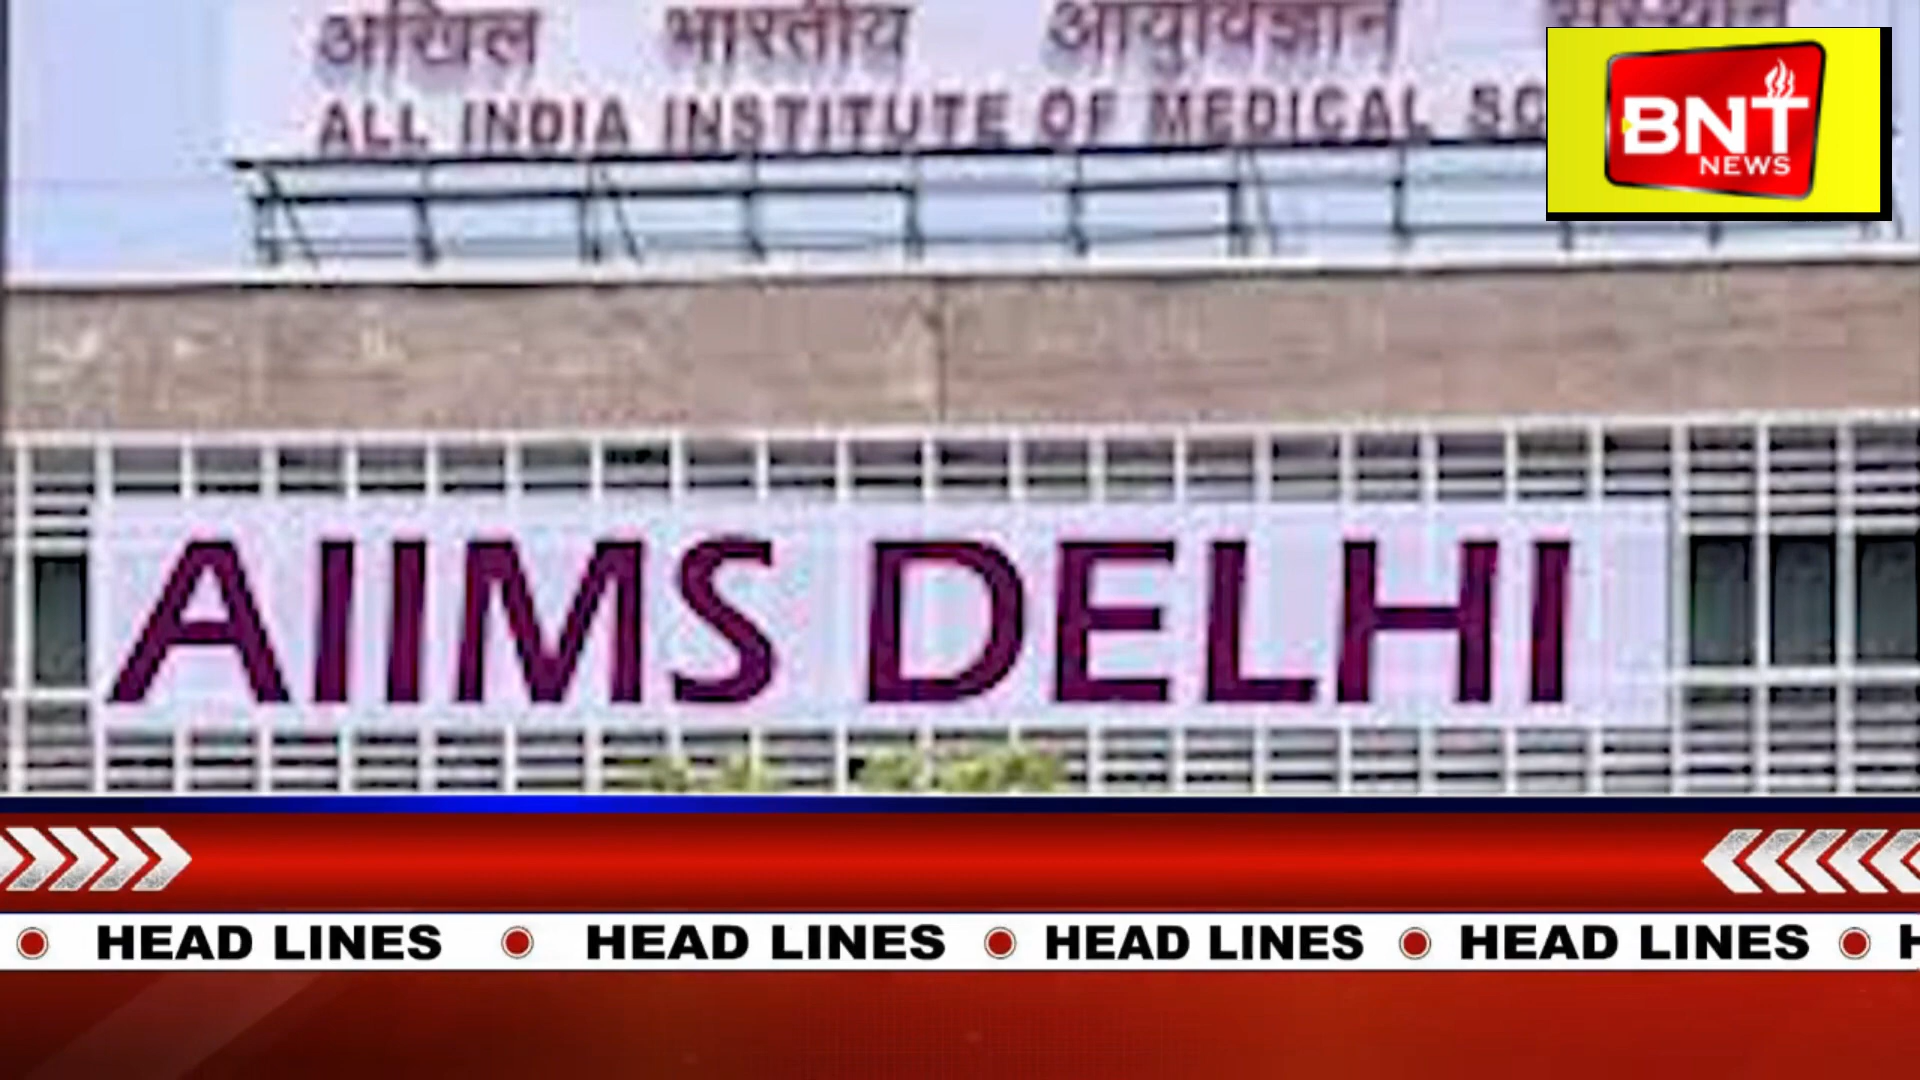 अखिल भारतीय आयुर्विज्ञान संस्थान
ALL INDIA INSTITUTE OF MEDICAL SC
BNT
NEWS
AIIMS DELHI
HEAD LINES HEAD LINES HEAD LINES HEAD LINES H